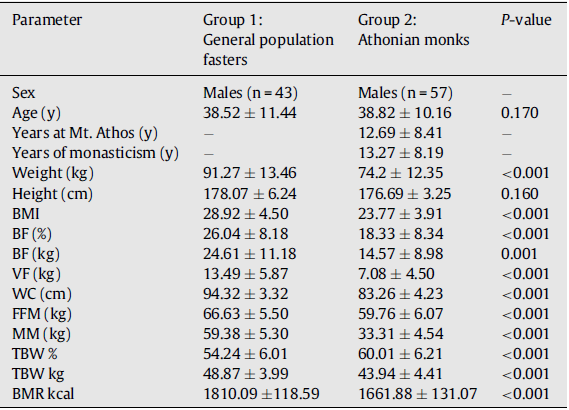 Parameter Group 1: General population fasters Group 2: Athonian monks P-value
Sex Males (n = 43) Males (n = 57) –
Age (y) 38.52 ± 11.44 38.82 ± 10.16 0.170
Years at Mt. Athos (y) – 12.69 ± 8.41 –
Years of monasticism (y) – 13.27 ± 8.19 –
Weight (kg) 91.27 ± 13.46 74.2 ± 12.35 <0.001
Height (cm) 178.07 ± 6.24 176.69 ± 3.25 0.160
BMI 28.92 ± 4.50 23.77 ± 3.91 <0.001
BF (%) 26.04 ± 8.18 18.33 ± 8.34 <0.001
BF (kg) 24.61 ± 11.18 14.57 ± 8.98 0.001
VF (kg) 13.49 ± 5.87 7.08 ± 4.50 <0.001
WC (cm) 94.32 ± 3.32 83.26 ± 4.23 <0.001
FFM (kg) 66.63 ± 5.50 59.76 ± 6.07 <0.001
MM (kg) 59.38 ± 5.30 33.31 ± 4.54 <0.001
TBW % 54.24 ± 6.01 60.01 ± 6.21 <0.001
TBW kg 48.87 ± 3.99 43.94 ± 4.41 <0.001
BMR kcal 1810.09 ±118.59 1661.88 ±131.07 <0.001